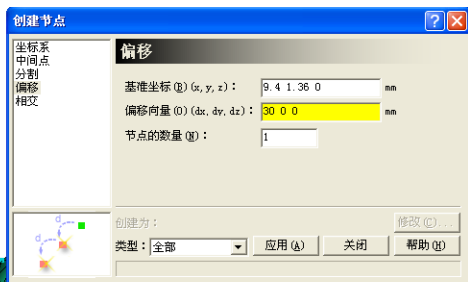 创建节点
坐标系
中间点
分割
偏移
相交
偏移
基准坐标(B)(x, y, z): 9.4 1.36 0 mm
偏移向量(O)(dx, dy, dz): 30 0 0 mm
节点的数量(N): 1
创建为: 修改(C)...
类型: 全部 应用(A) 关闭 帮助(H)
d
d